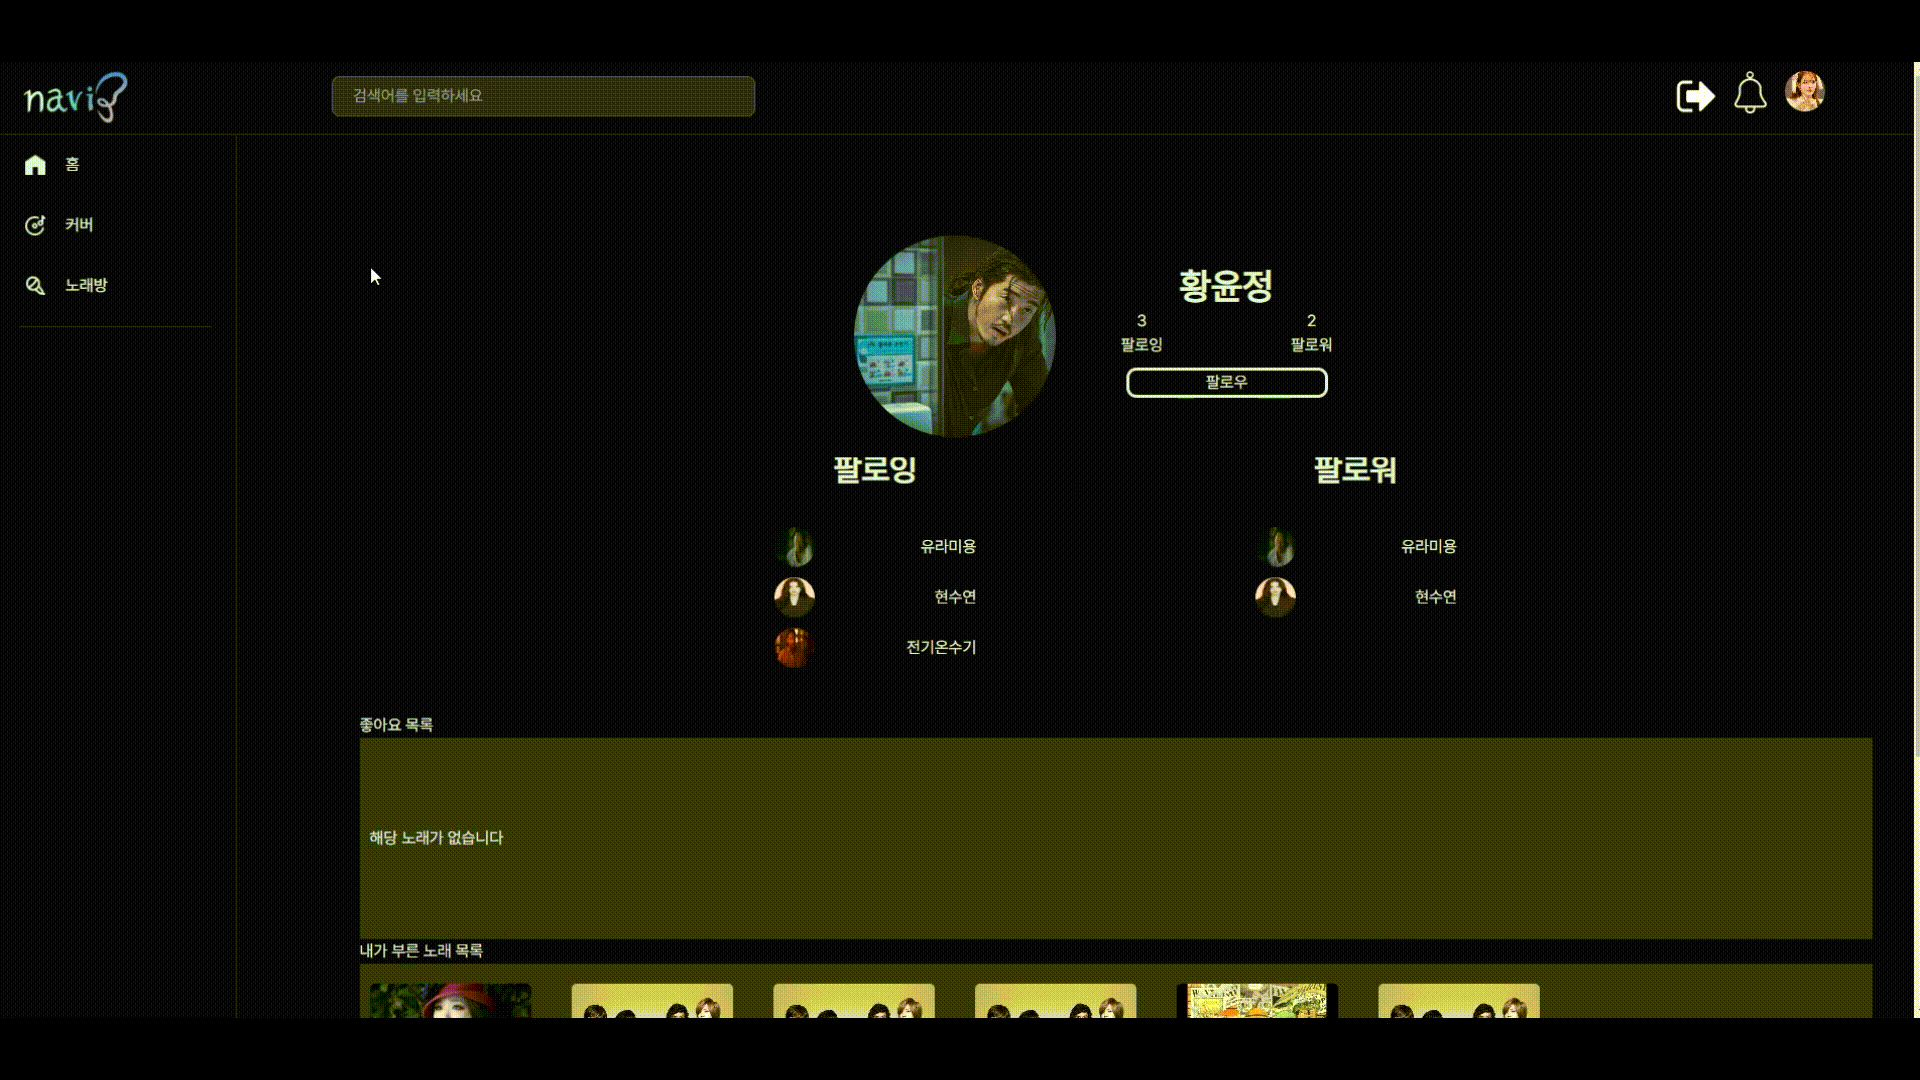 navi
검색어를 입력하세요
홈
커버
노래방
황윤정
3 2
팔로잉 팔로워
팔로우
팔로잉 팔로워
유라미용 유라미용
현수연 현수연
전기온수기
좋아요 목록
해당 노래가 없습니다
내가 부른 노래 목록